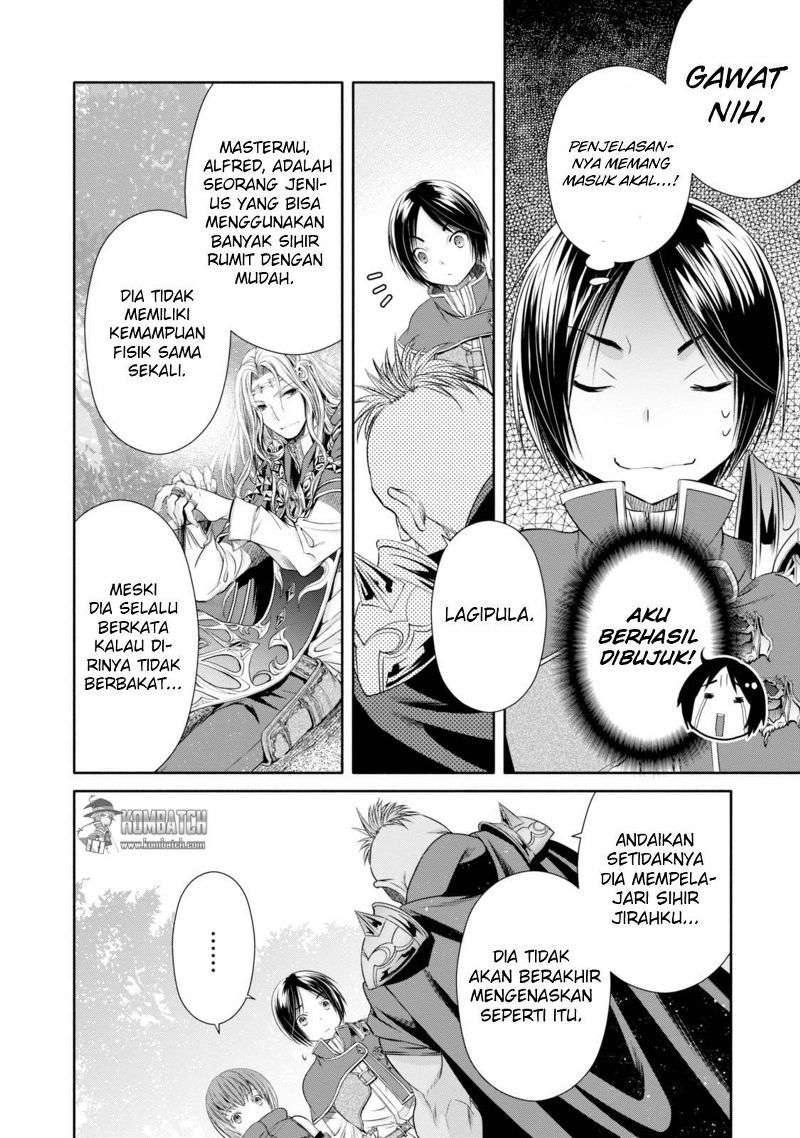 GAWAT
NIH.
PENJELASAN-
NYA MEMANG
MASUK AKAL...!
AKU
BERHASIL
DIBUJUK!
LAGIPULA.
MASTERMU,
ALFRED, ADALAH
SEORANG JENI-
US YANG BISA
MENGGUNAKAN
BANYAK SIHIR
RUMIT DENGAN
MUDAH.
DIA TIDAK
MEMILIKI
KEMAMPUAN
FISIK SAMA
SEKALI.
MESKI
DIA SELALU
BERKATA
KALAU DI-
RINYA TIDAK
BERBAKAT...
ANDAIKAN
SETIDAKNYA
DIA MEMPELA-
JARI SIHIR
JIRAHKU...
DIA TIDAK
AKAN BERAKHIR
MENGENASKAN
SEPERTI ITU.
......
KOMBATCH
www.kombatch.com